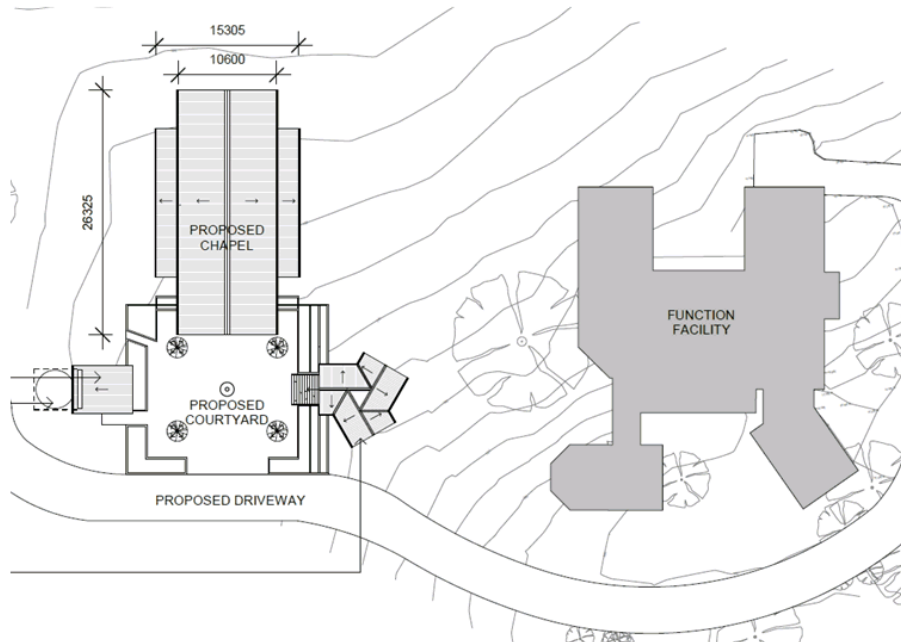 15305
10600
26325
PROPOSED
CHAPEL
FUNCTION
FACILITY
PROPOSED
COURTYARD
PROPOSED DRIVEWAY